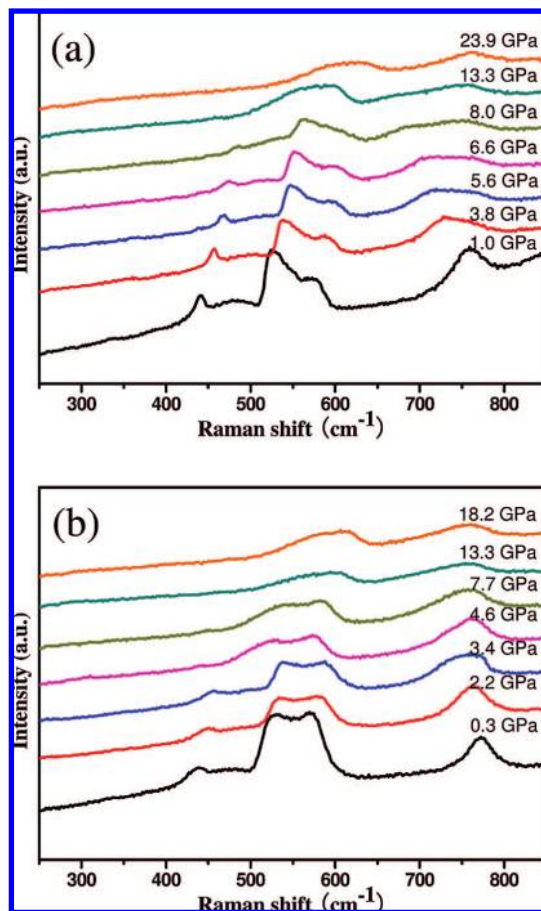 (a)
23.9 GPa
13.3 GPa
8.0 GPa
6.6 GPa
5.6 GPa
3.8 GPa
1.0 GPa
Intensity (a.u.)
300 400 500 600 700 800
Raman shift (cm-1)
(b)
18.2 GPa
13.3 GPa
7.7 GPa
4.6 GPa
3.4 GPa
2.2 GPa
0.3 GPa
Intensity (a.u.)
300 400 500 600 700 800
Raman shift (cm-1)